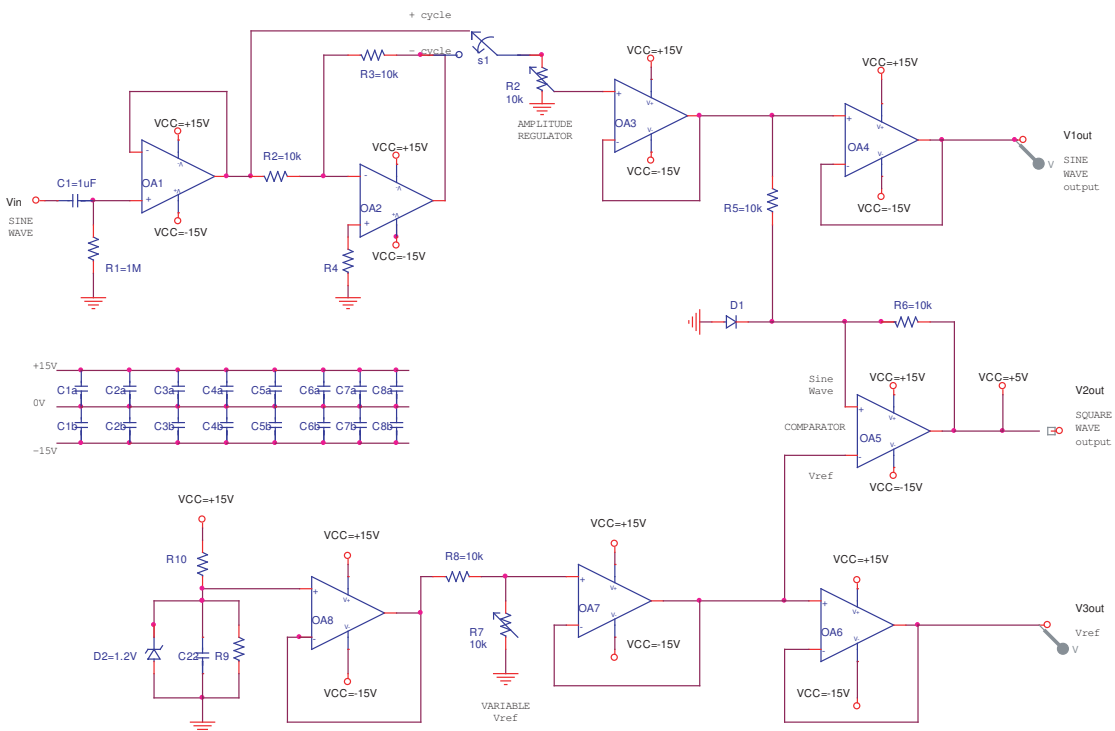 + cycle
– cycle
s1
R3=10k
R2
10k
AMPLITUDE
REGULATOR
VCC=+15V
V+
+
OA3
-
V-
VCC=-15V
VCC=+15V
V+
+
OA4
-
V-
VCC=-15V
V1out
V
SINE
WAVE
output
Vin
SINE
WAVE
C1=1uF
R1=1M
VCC=+15V
-
OA1
+
VCC=-15V
R2=10k
VCC=+15V
-
OA2
+
VCC=-15V
R4
R5=10k
D1
R6=10k
Sine
Wave
VCC=+15V
V+
+
COMPARATOR
OA5
-
V-
Vref
VCC=-15V
VCC=+5V
V2out
SQUARE
WAVE
output
+15V
C1a
C2a
C3a
C4a
C5a
C6a
C7a
C8a
0V
C1b
C2b
C3b
C4b
C5b
C6b
C7b
C8b
–15V
VCC=+15V
R10
D2=1.2V
C22
R9
VCC=+15V
V+
+
OA8
-
V-
VCC=-15V
R8=10k
R7
10k
VARIABLE
Vref
VCC=+15V
V+
+
OA7
-
V-
VCC=-15V
VCC=+15V
V+
+
OA6
-
V-
VCC=-15V
V3out
Vref
V